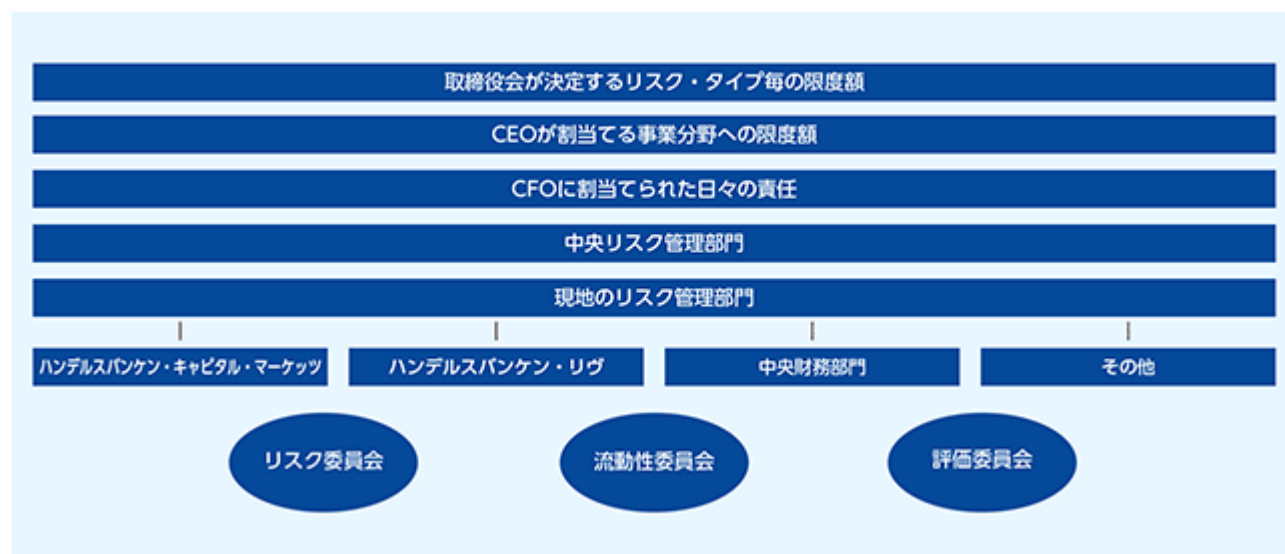 取締役会が決定するリスク・タイプ毎の限度額
CEOが割当てる事業分野への限度額
CFOに割当てられた日々の責任
中央リスク管理部門
現地のリスク管理部門
ハンデルスバンケン・キャピタル・マーケッツ
ハンデルスバンケン・リヴ
中央財務部門
その他
リスク委員会
流動性委員会
評価委員会